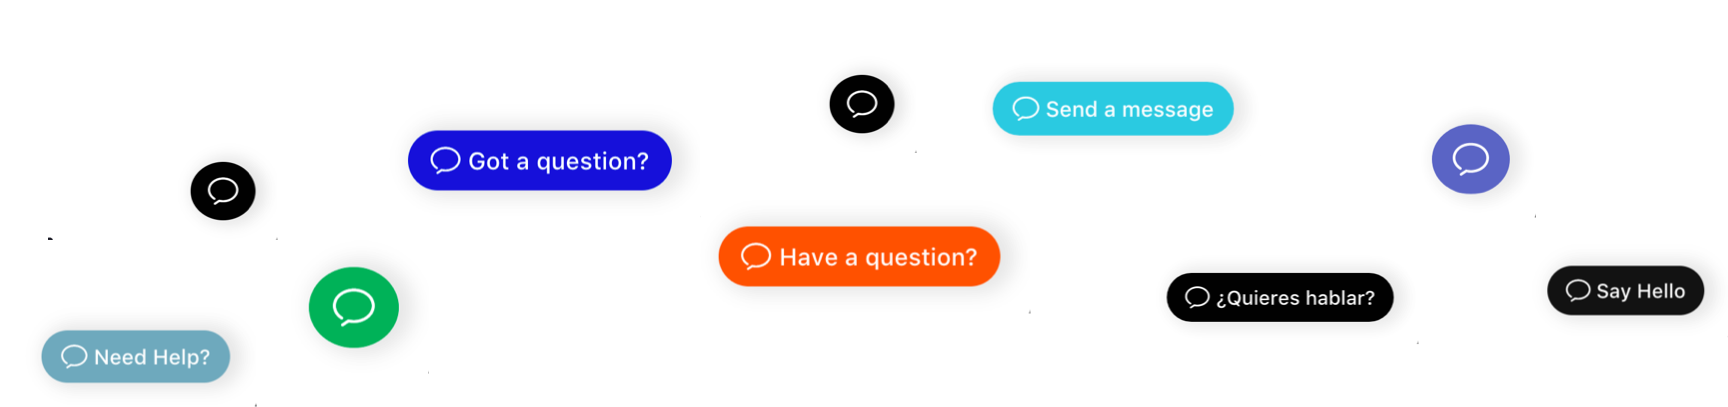 Send a message
Got a question?
Have a question?
¿Quieres hablar?
Say Hello
Need Help?